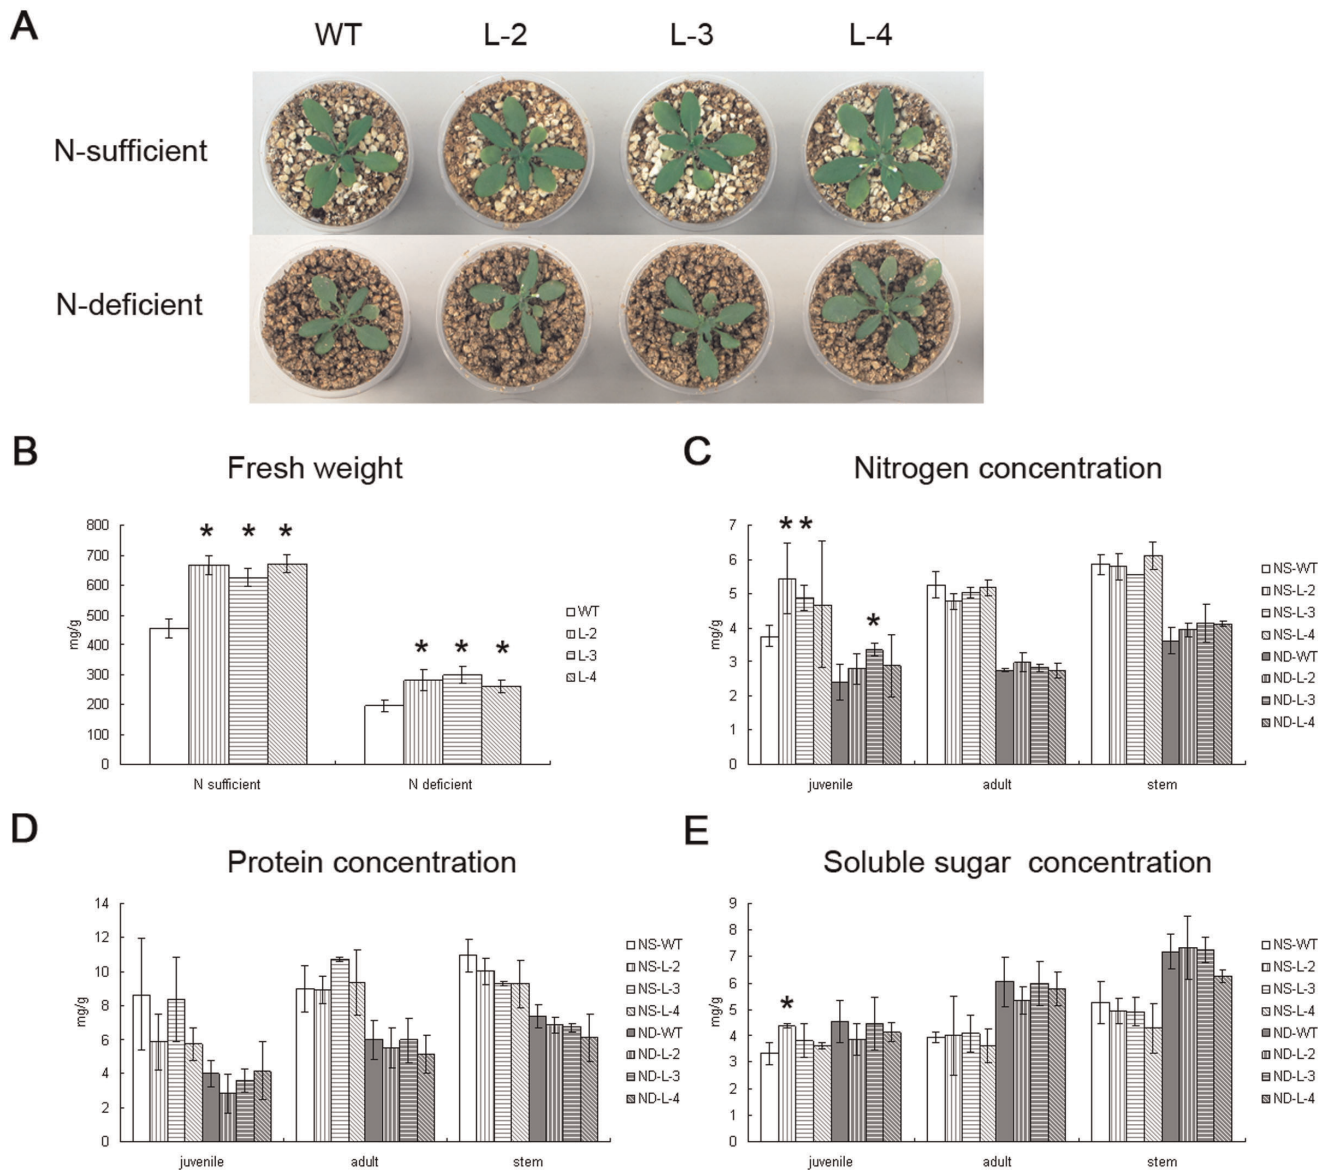 A
WT L-2 L-3 L-4
N-sufficient
N-deficient
B
Fresh weight
mg/g
800
700
600
500
400
300
200
100
0
* * *
* * *
N sufficient N deficient
WT
L-2
L-3
L-4
C
Nitrogen concentration
mg/g
7
6
5
4
3
2
1
0
* *
*
juvenile adult stem
NS-WT
NS-L-2
NS-L-3
NS-L-4
ND-WT
ND-L-2
ND-L-3
ND-L-4
D
Protein concentration
mg/g
14
12
10
8
6
4
2
0
juvenile adult stem
NS-WT
NS-L-2
NS-L-3
NS-L-4
ND-WT
ND-L-2
ND-L-3
ND-L-4
E
Soluble sugar concentration
mg/g
9
8
7
6
5
4
3
2
1
0
*
juvenile adult stem
NS-WT
NS-L-2
NS-L-3
NS-L-4
ND-WT
ND-L-2
ND-L-3
ND-L-4